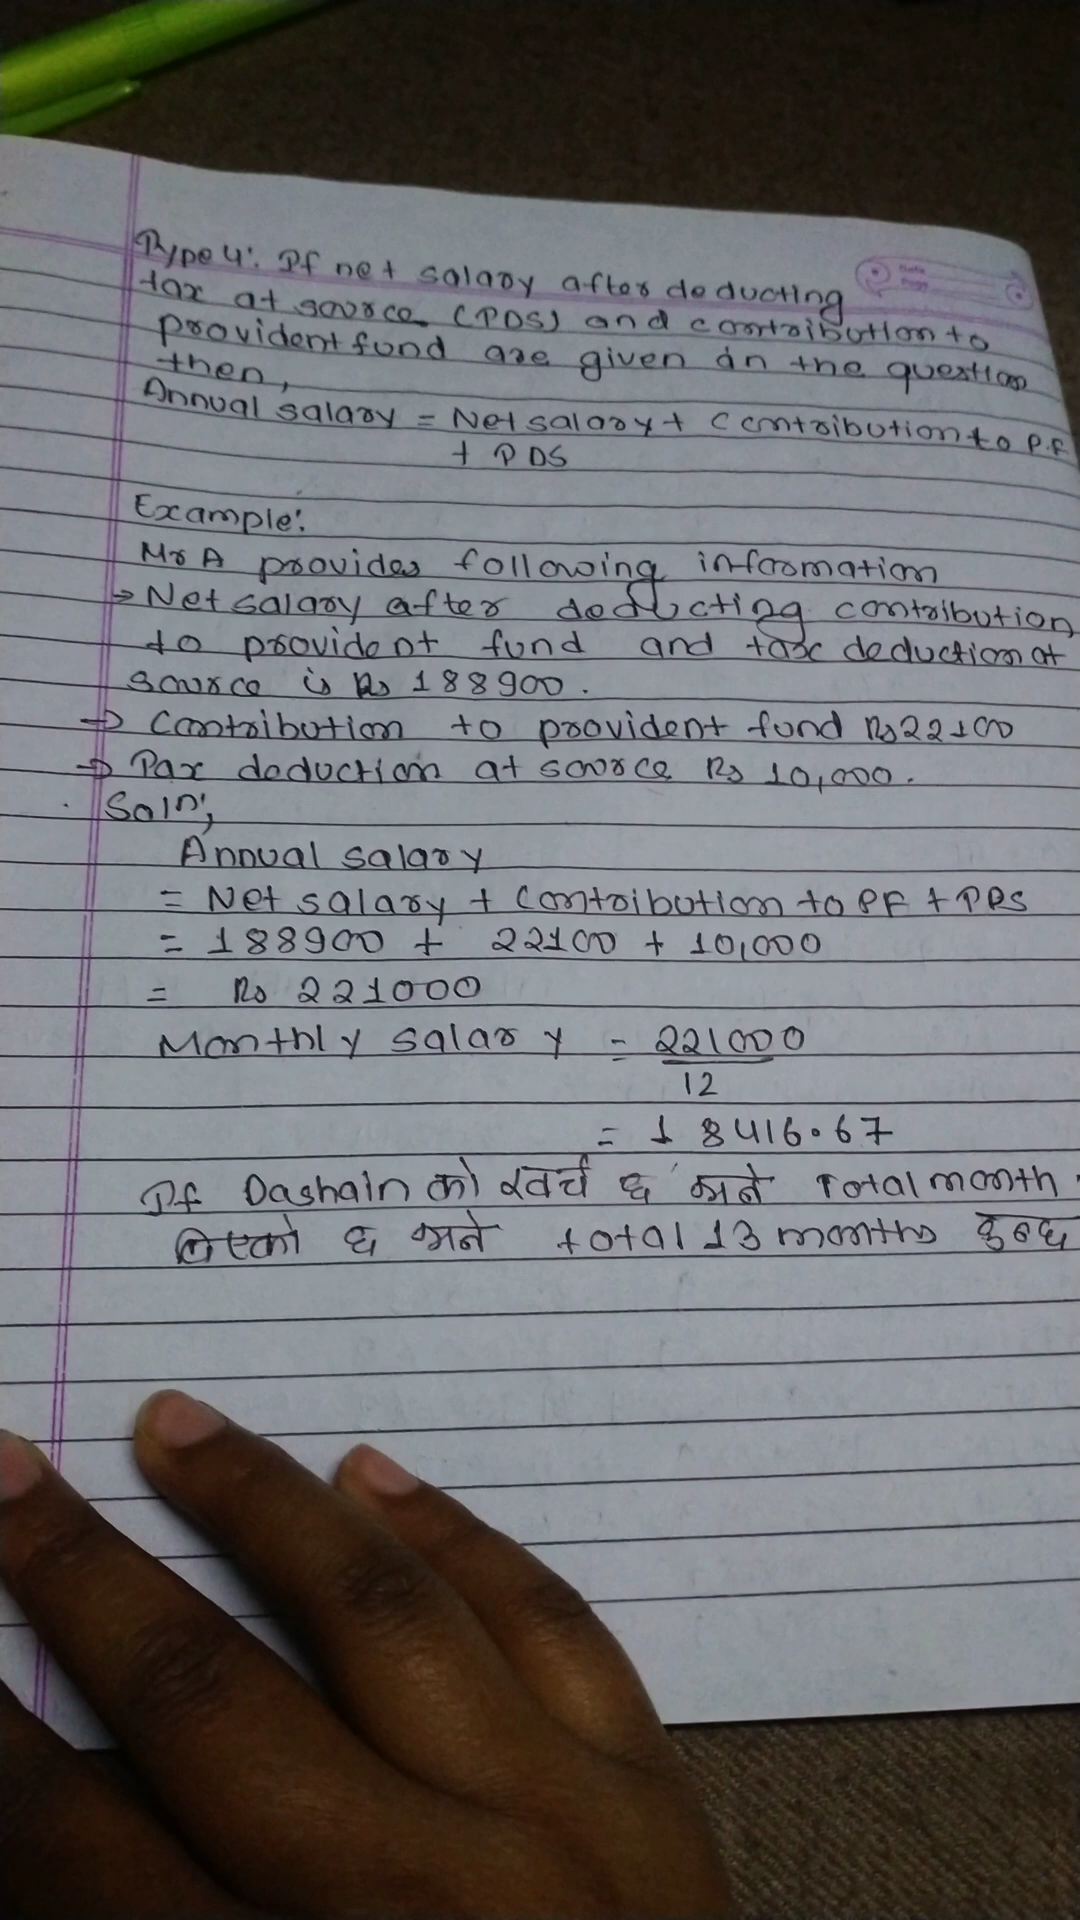 Type 4: If net salary after deducting
tax at source (TDS) and contribution to
provident fund are given in the question
then,
Annual salary = Net salary + Contribution to P.F
+ TDS
Example:
Mr A provides following information
→ Net salary after deducting contribution
to provident fund and tax deduction at
source is Rs 188900.
→ Contribution to provident fund Rs 22100
→ Tax deduction at source Rs 10,000.
Soln;
Annual salary
= Net salary + Contribution to PF + TDS
= 188900 + 22100 + 10,000
= Rs 221000
Monthly salary = 221000
12
= 18416.67
If Dashain को खर्च छ भने Total month
दिएको छ भने total 13 months हुन्छ